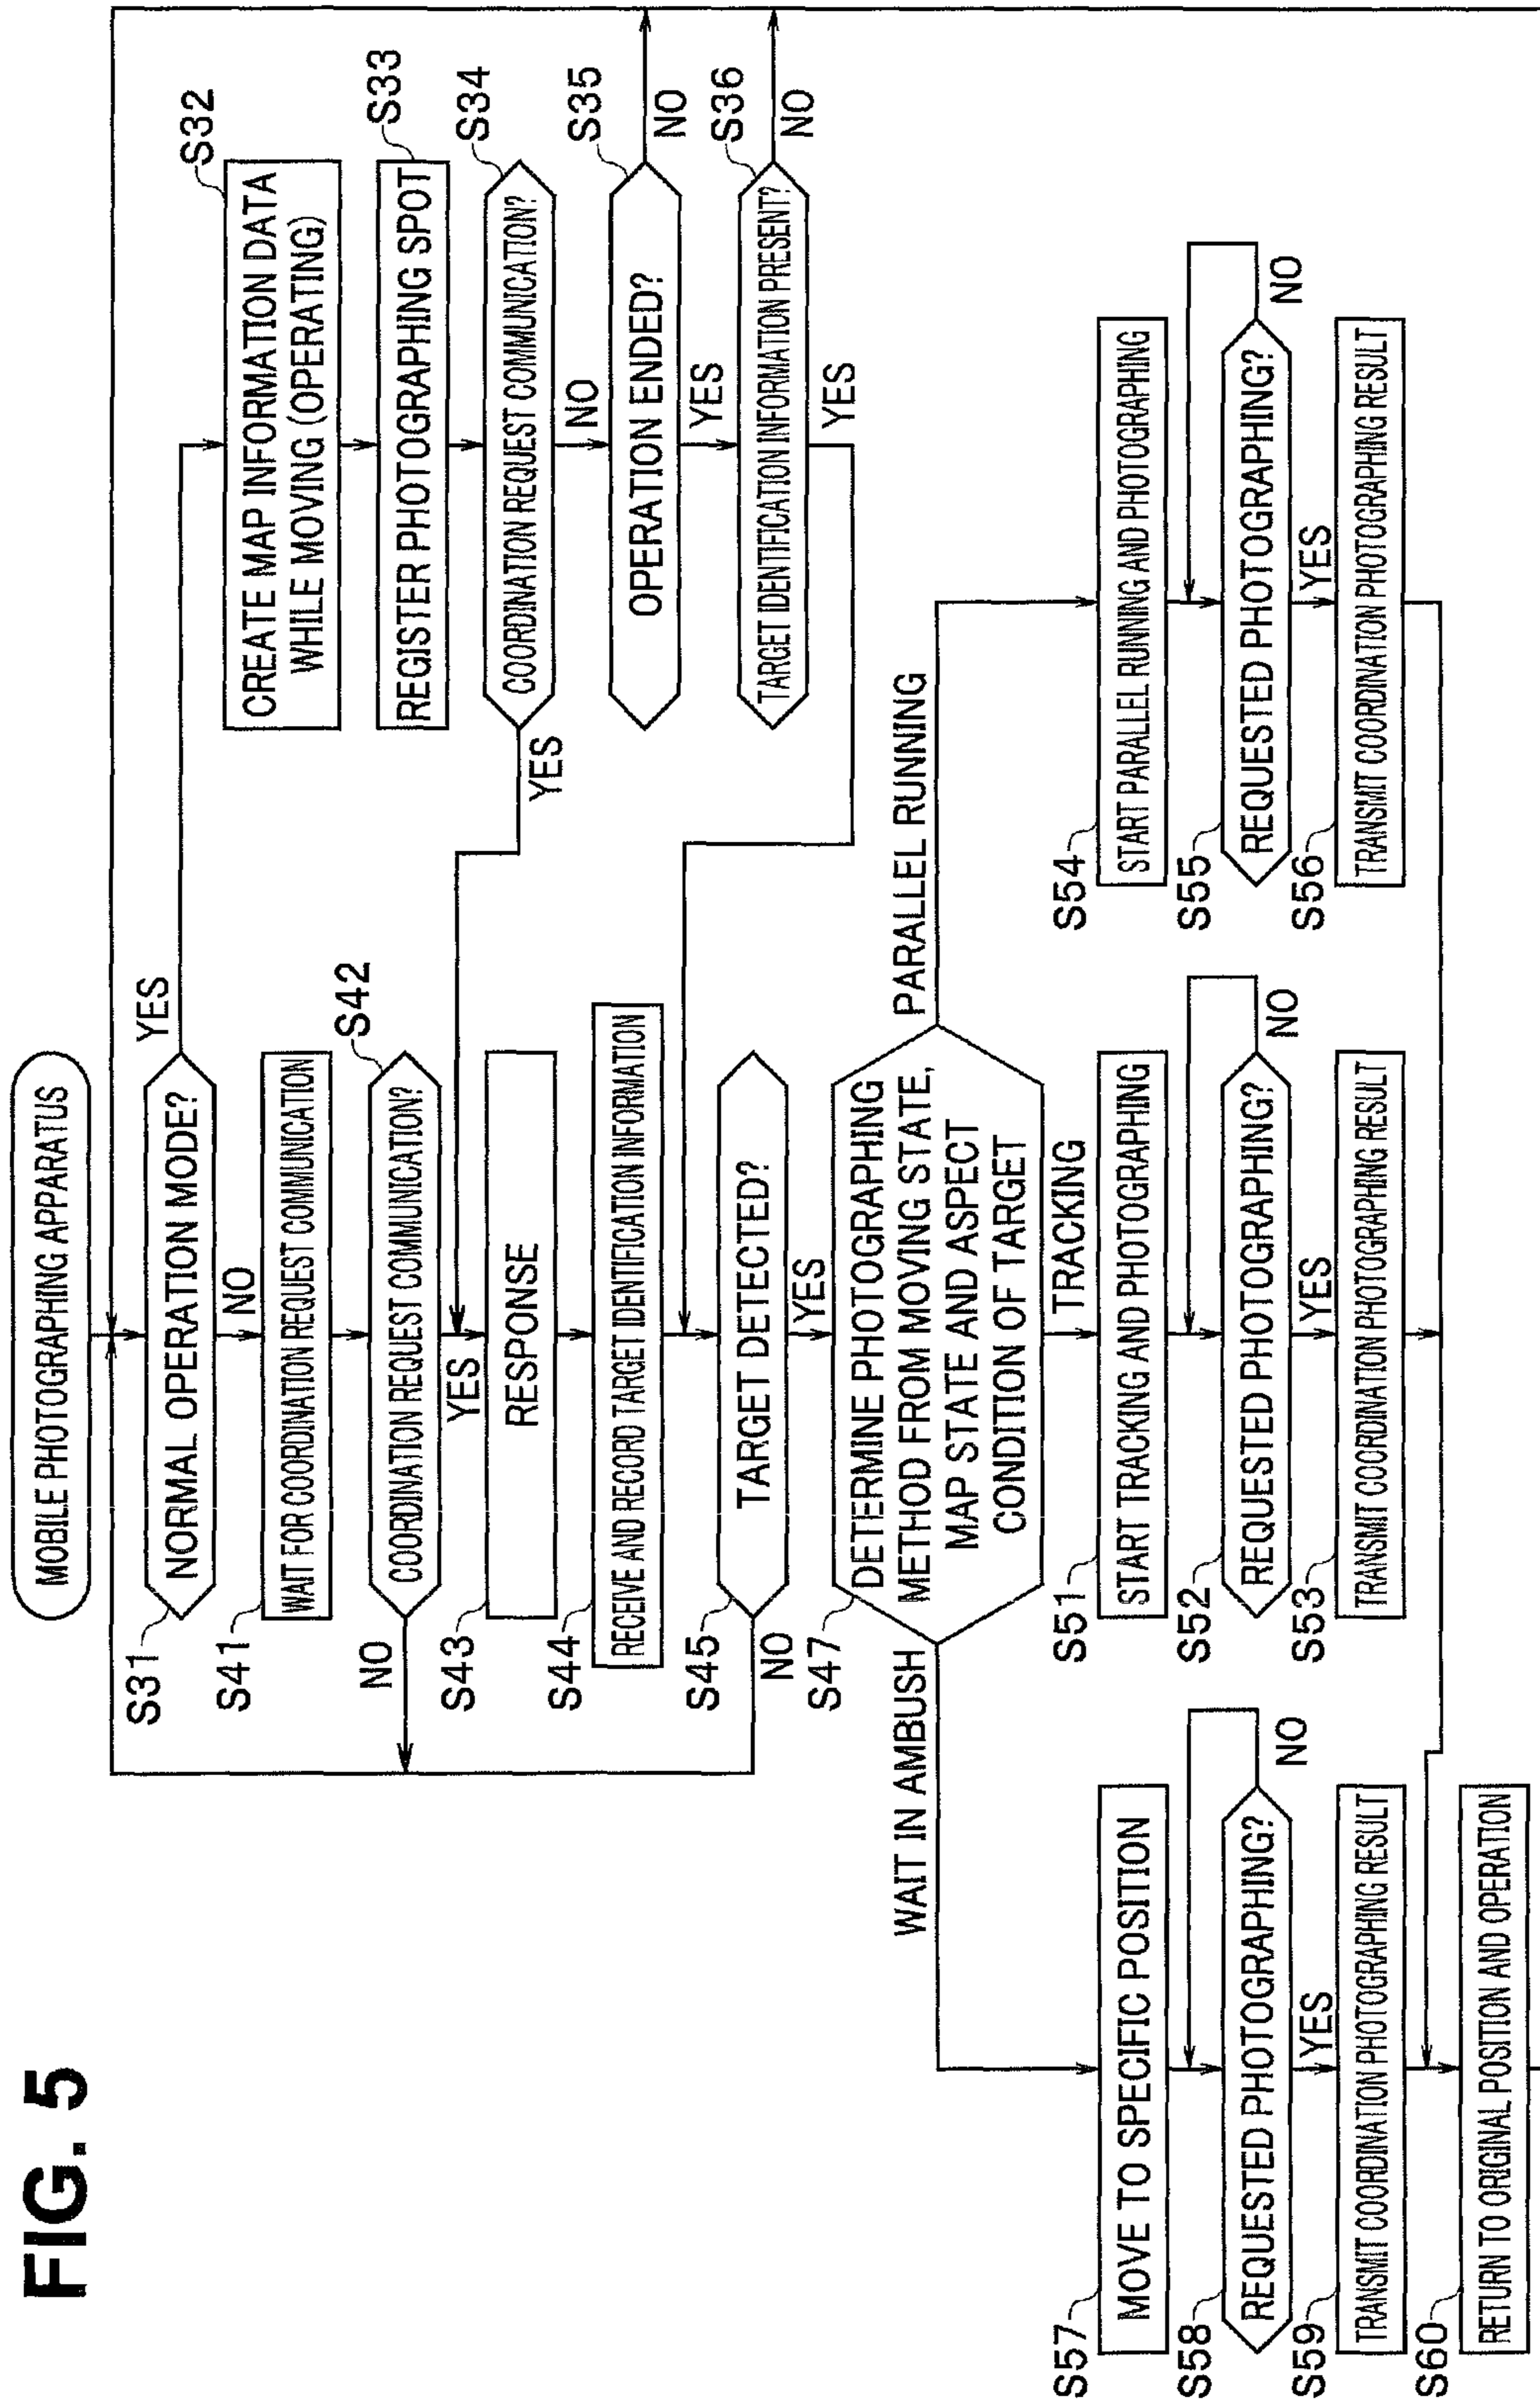 FIG. 5
MOBILE PHOTOGRAPHING APPARATUS
S31
NORMAL OPERATION MODE?
YES
NO
S41
WAIT FOR COORDINATION REQUEST COMMUNICATION
S42
COORDINATION REQUEST COMMUNICATION?
NO
YES
S43
RESPONSE
S44
RECEIVE AND RECORD TARGET IDENTIFICATION INFORMATION
S45
TARGET DETECTED?
NO
YES
S32
CREATE MAP INFORMATION DATA
WHILE MOVING (OPERATING)
S33
REGISTER PHOTOGRAPHING SPOT
S34
COORDINATION REQUEST COMMUNICATION?
YES
NO
S35
OPERATION ENDED?
NO
YES
S36
TARGET IDENTIFICATION INFORMATION PRESENT?
NO
YES
S47
DETERMINE PHOTOGRAPHING
METHOD FROM MOVING STATE,
MAP STATE AND ASPECT
CONDITION OF TARGET
WAIT IN AMBUSH
TRACKING
PARALLEL RUNNING
S57
MOVE TO SPECIFIC POSITION
S58
REQUESTED PHOTOGRAPHING?
NO
YES
S59
TRANSMIT COORDINATION PHOTOGRAPHING RESULT
S60
RETURN TO ORIGINAL POSITION AND OPERATION
S51
START TRACKING AND PHOTOGRAPHING
S52
REQUESTED PHOTOGRAPHING?
NO
YES
S53
TRANSMIT COORDINATION PHOTOGRAPHING RESULT
S54
START PARALLEL RUNNING AND PHOTOGRAPHING
S55
REQUESTED PHOTOGRAPHING?
NO
YES
S56
TRANSMIT COORDINATION PHOTOGRAPHING RESULT